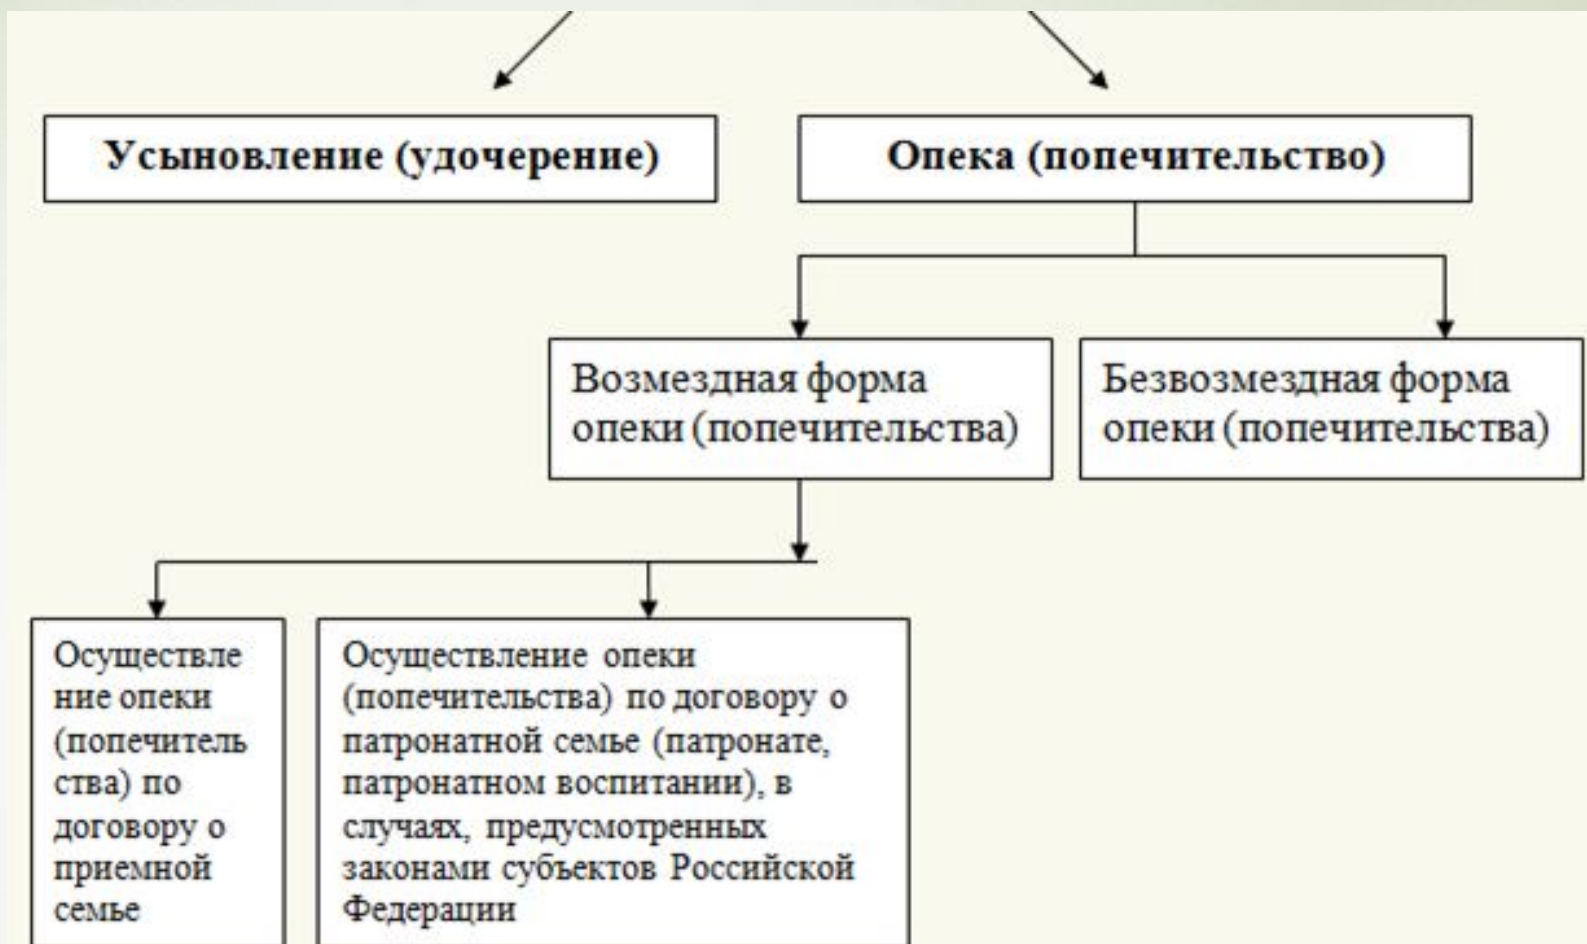 Усыновление (удочерение)
Опека (попечительство)
Возмездная форма
опеки (попечительства)
Безвозмездная форма
опеки (попечительства)
Осуществле
ние опеки
(попечитель
ства) по
договору о
приемной
семье
Осуществление опеки
(попечительства) по договору о
патронатной семье (патронате,
патронатном воспитании), в
случаях, предусмотренных
законами субъектов Российской
Федерации